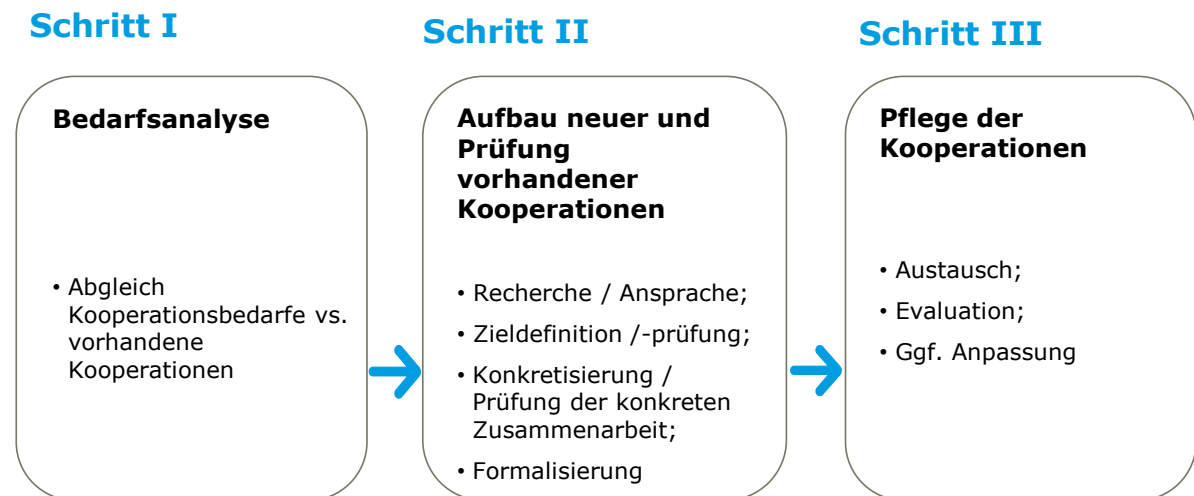 Schritt I
Bedarfsanalyse
• Abgleich
Kooperationsbedarfe vs.
vorhandene
Kooperationen
Schritt II
Aufbau neuer und
Prüfung
vorhandener
Kooperationen
• Recherche / Ansprache;
• Zieldefinition /-prüfung;
• Konkretisierung /
Prüfung der konkreten
Zusammenarbeit;
• Formalisierung
Schritt III
Pflege der
Kooperationen
• Austausch;
• Evaluation;
• Ggf. Anpassung